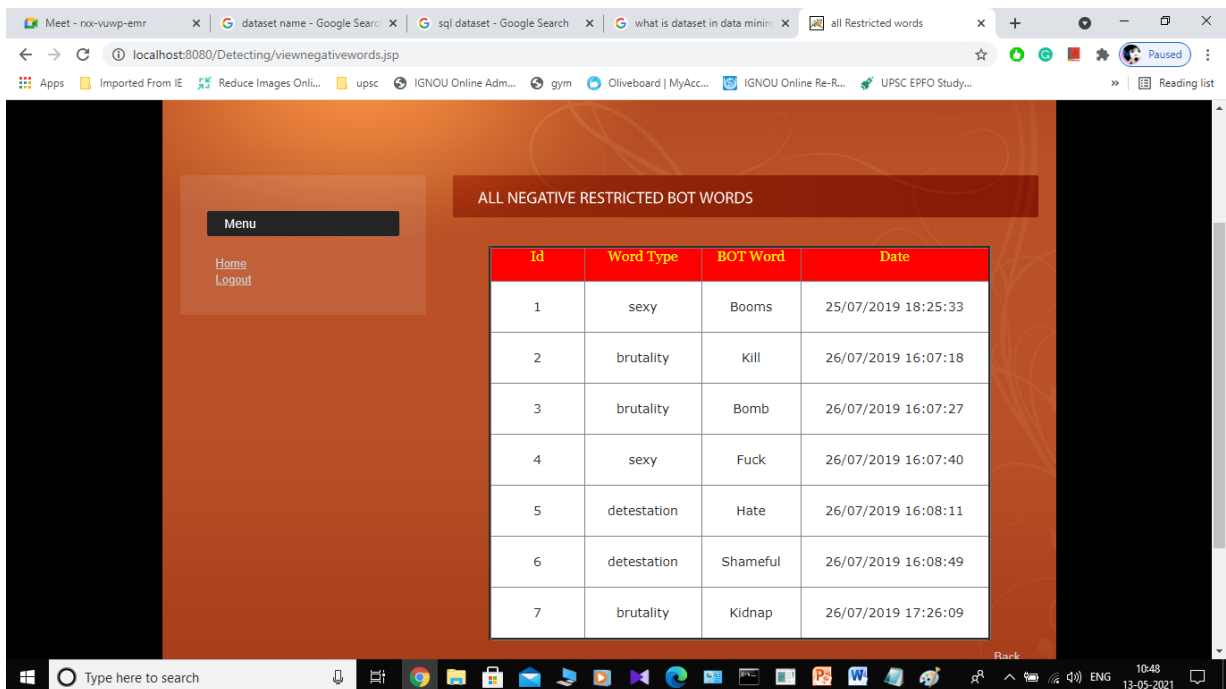 Meet - rxx-vuwp-emr dataset name - Google Searc sql dataset - Google Search what is dataset in data mining all Restricted words
localhost:8080/Detecting/viewnegativewords.jsp Paused
Apps Imported From IE Reduce Images Onli... upsc IGNOU Online Adm... gym Oliveboard | MyAcc... IGNOU Online Re-R... UPSC EPFO Study... » Reading list
ALL NEGATIVE RESTRICTED BOT WORDS
Menu
Home
Logout
Id Word Type BOT Word Date
1 sexy Booms 25/07/2019 18:25:33
2 brutality Kill 26/07/2019 16:07:18
3 brutality Bomb 26/07/2019 16:07:27
4 sexy Fuck 26/07/2019 16:07:40
5 detestation Hate 26/07/2019 16:08:11
6 detestation Shameful 26/07/2019 16:08:49
7 brutality Kidnap 26/07/2019 17:26:09
Back
Type here to search ENG 10:48
13-05-2021